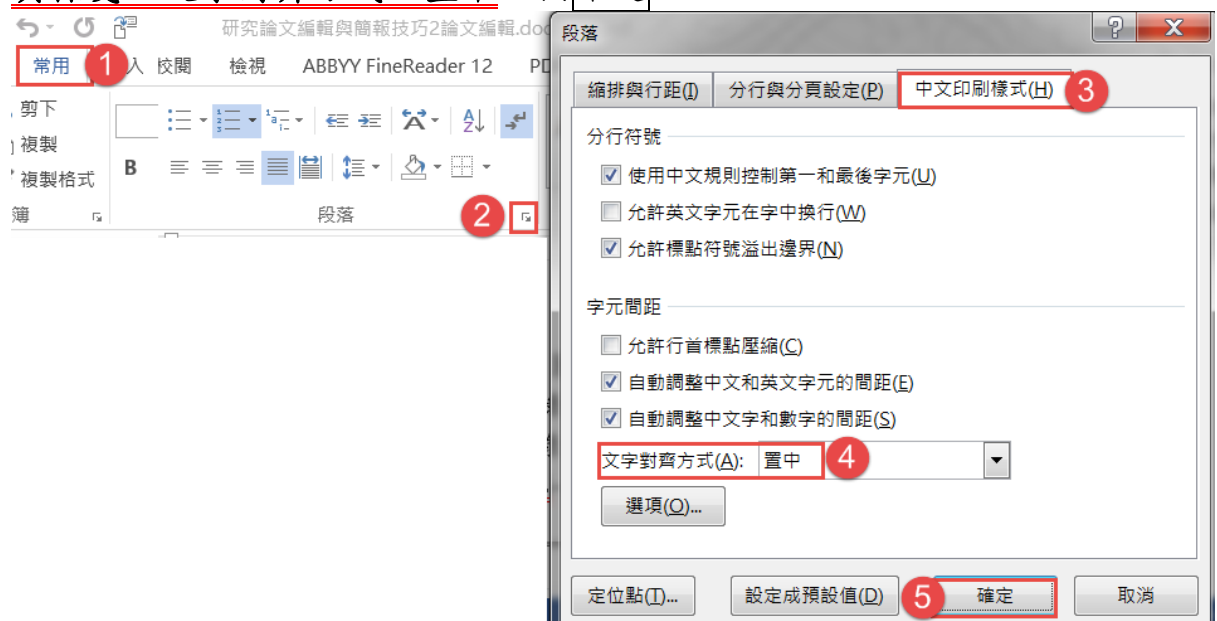 研究論文編輯與簡報技巧2論文編輯.doc
常用 1 入 校閱 檢視 ABBYY FineReader 12
剪下
複製
複製格式
B
簿 段落 2
段落
縮排與行距(I) 分行與分頁設定(P) 中文印刷樣式(H) 3
分行符號
使用中文規則控制第一和最後字元(U)
允許英文字元在字中換行(W)
允許標點符號溢出邊界(N)
字元間距
允許行首標點壓縮(C)
自動調整中文和英文字元的間距(E)
自動調整中文字和數字的間距(S)
文字對齊方式(A): 置中 4
選項(O)...
定位點(T)... 設定成預設值(D) 5 確定 取消